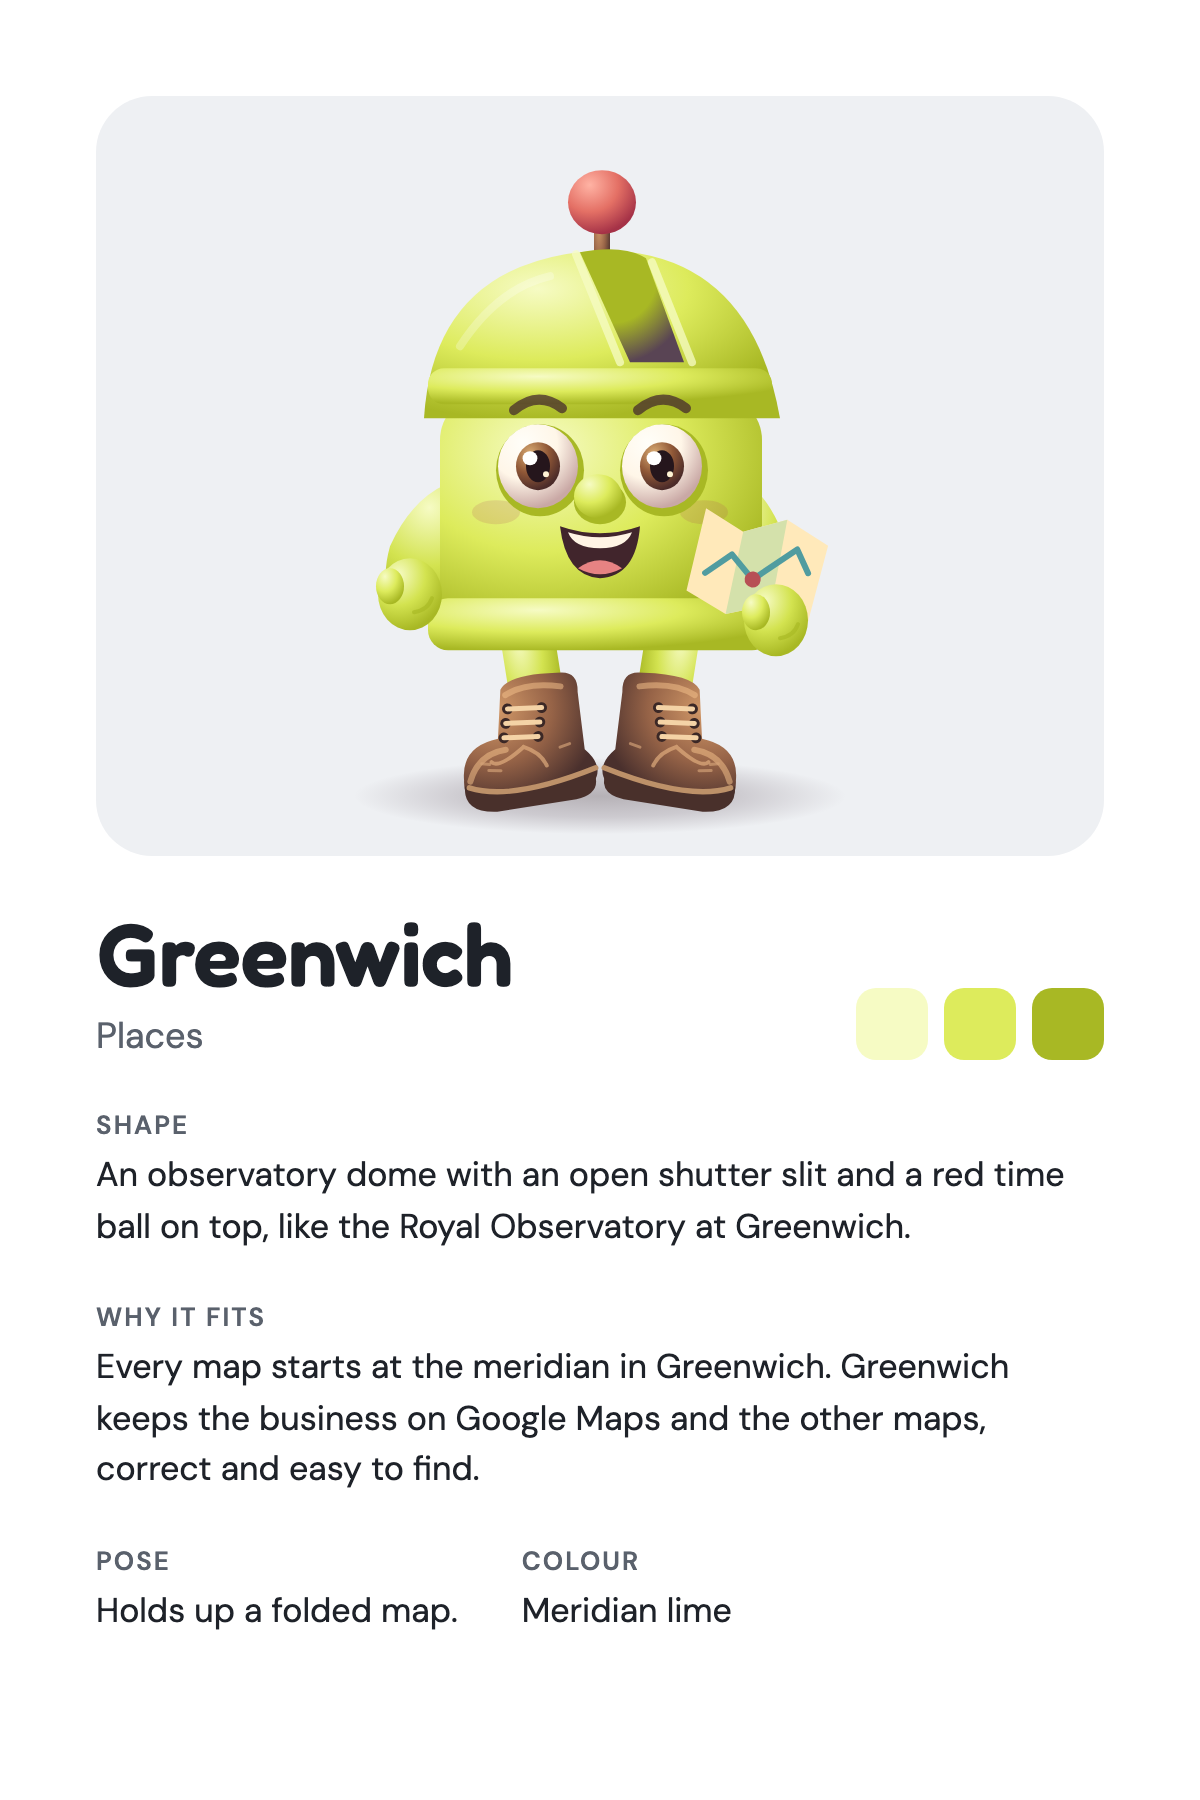 Greenwich
Places
SHAPE
An observatory dome with an open shutter slit and a red time
ball on top, like the Royal Observatory at Greenwich.
WHY IT FITS
Every map starts at the meridian in Greenwich. Greenwich
keeps the business on Google Maps and the other maps,
correct and easy to find.
POSE
Holds up a folded map.
COLOUR
Meridian lime